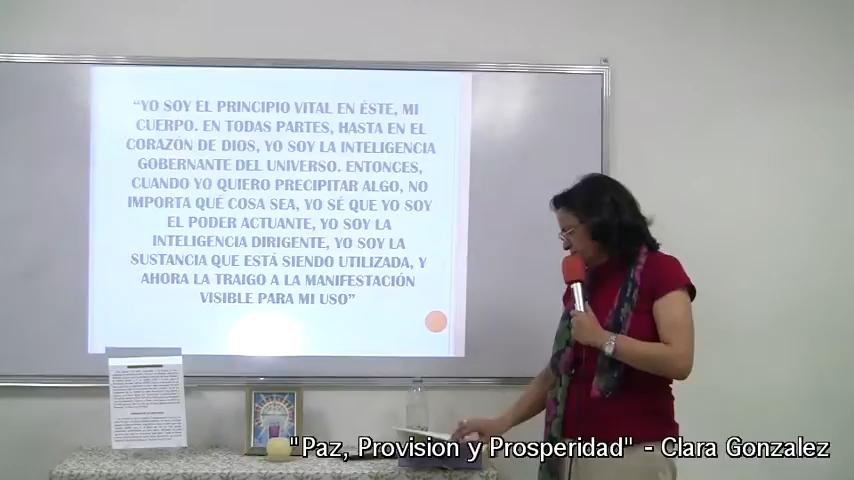 “YO SOY EL PRINCIPIO VITAL EN ÉSTE, MI
CUERPO. EN TODAS PARTES, HASTA EN EL
CORAZÓN DE DIOS, YO SOY LA INTELIGENCIA
GOBERNANTE DEL UNIVERSO. ENTONCES,
CUANDO YO QUIERO PRECIPITAR ALGO, NO
IMPORTA QUÉ COSA SEA, YO SÉ QUE YO SOY
EL PODER ACTUANTE, YO SOY LA
INTELIGENCIA DIRIGENTE, YO SOY LA
SUSTANCIA QUE ESTÁ SIENDO UTILIZADA, Y
AHORA LA TRAIGO A LA MANIFESTACIÓN
VISIBLE PARA MI USO”
"Paz, Provision y Prosperidad" - Clara Gonzalez